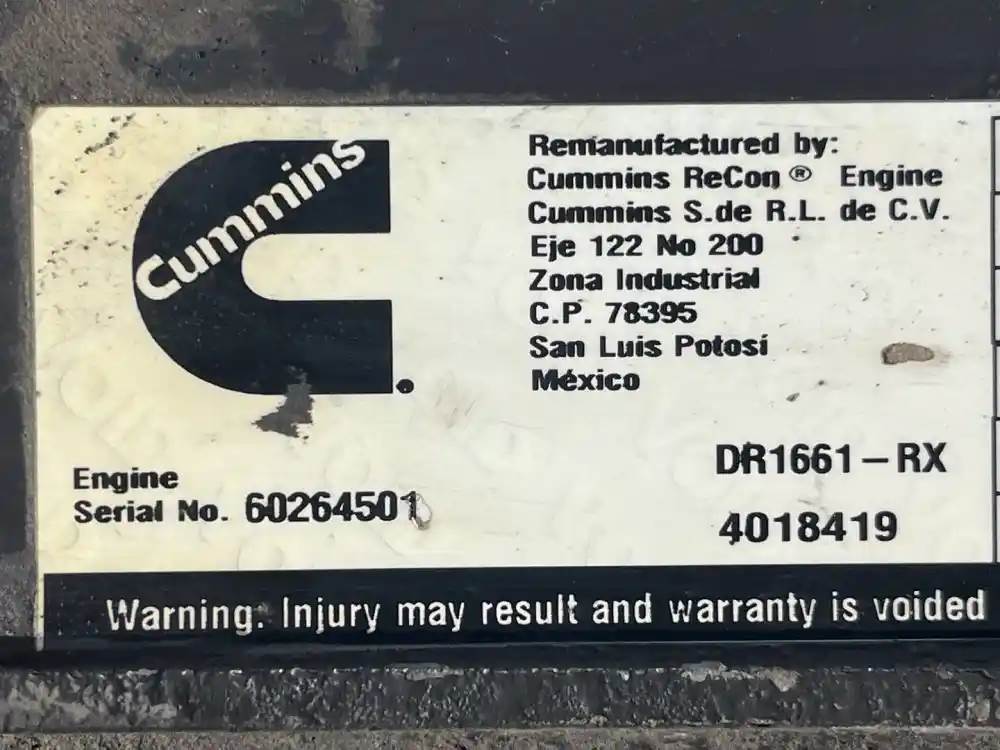 Cummins
Remanufactured by:
Cummins ReCon® Engine
Cummins S.de R.L. de C.V.
Eje 122 No 200
Zona Industrial
C.P. 78395
San Luis Potosí
México
DR1661-RX
Engine
Serial No. 60264501
4018419
Warning: Injury may result and warranty is voided